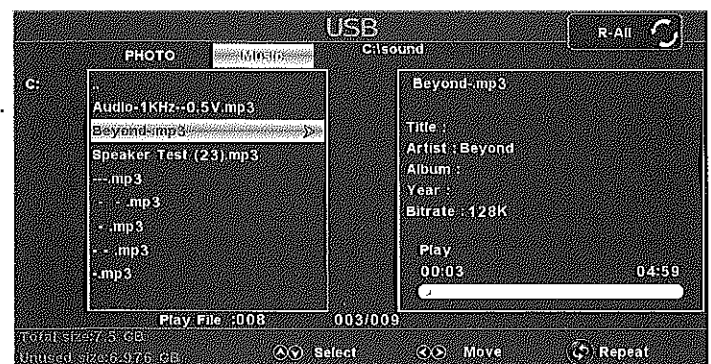 USB
R-All
PHOTO Music C:\sound
C:
..
Audio-1KHz--0.5V.mp3
Beyond-.mp3
Speaker Test (23).mp3
---.mp3
- - .mp3
- .mp3
- - .mp3
-.mp3
Beyond-.mp3
Title :
Artist : Beyond
Album :
Year :
Bitrate : 128K
Play
00:03 04:59
Play File :008 003/009
Total size:7.5 GB
Unused size:6.976 GB
Select Move Repeat